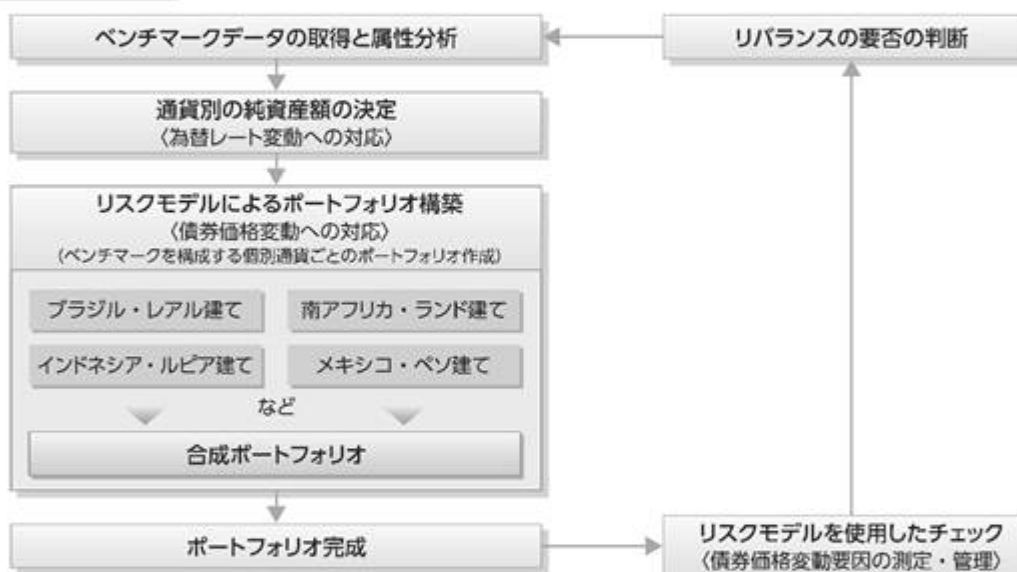 ベンチマークデータの取得と属性分析
リバランスの要否の判断
通貨別の純資産額の決定
〈為替レート変動への対応〉
リスクモデルによるポートフォリオ構築
〈債券価格変動への対応〉
(ベンチマークを構成する個別通貨ごとのポートフォリオ作成)
ブラジル・レアル建て
南アフリカ・ランド建て
インドネシア・ルピア建て
メキシコ・ペソ建て
など
合成ポートフォリオ
ポートフォリオ完成
リスクモデルを使用したチェック
〈債券価格変動要因の測定・管理〉